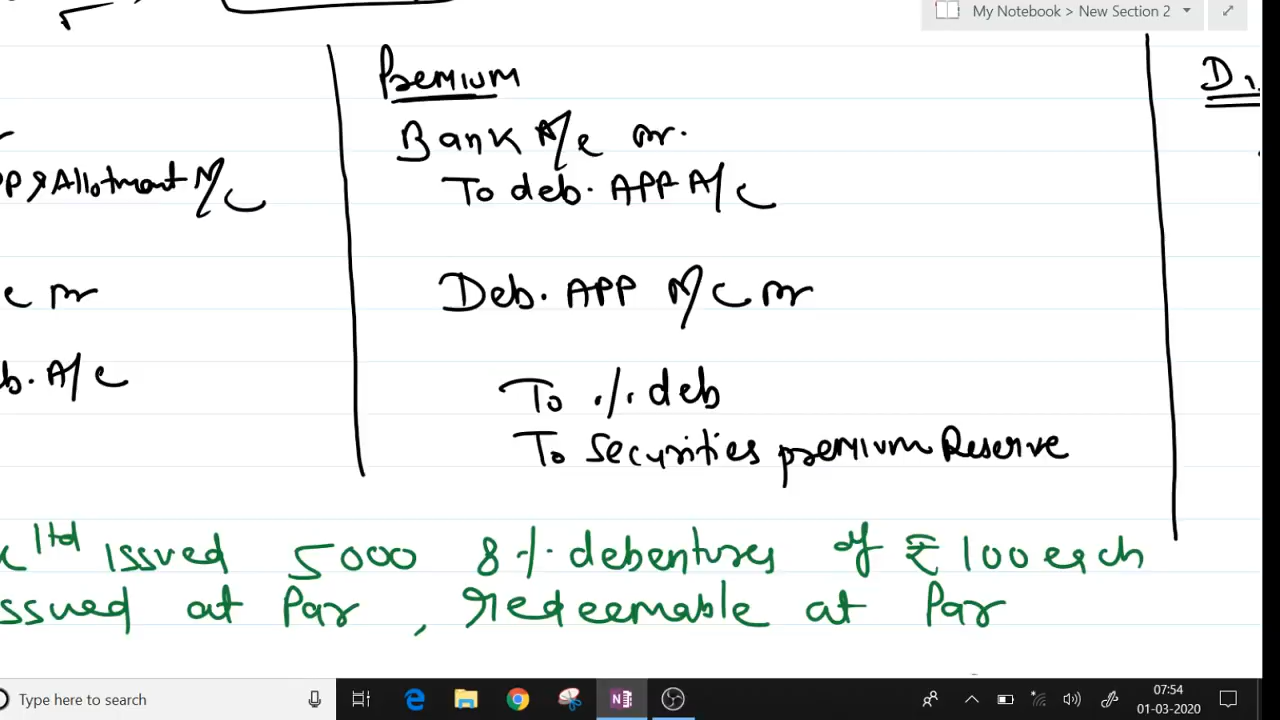 My Notebook > New Section 2
Premium
Bank A/c Dr.
To deb. APP A/c
Deb. APP A/c Dr
To % deb
To Securities premium Reserve
Allotment A/c
Dr
A/c
ltd issued 5000 8% debentures of ₹100 each
issued at Par, redeemable at Par
Type here to search
07:54
01-03-2020